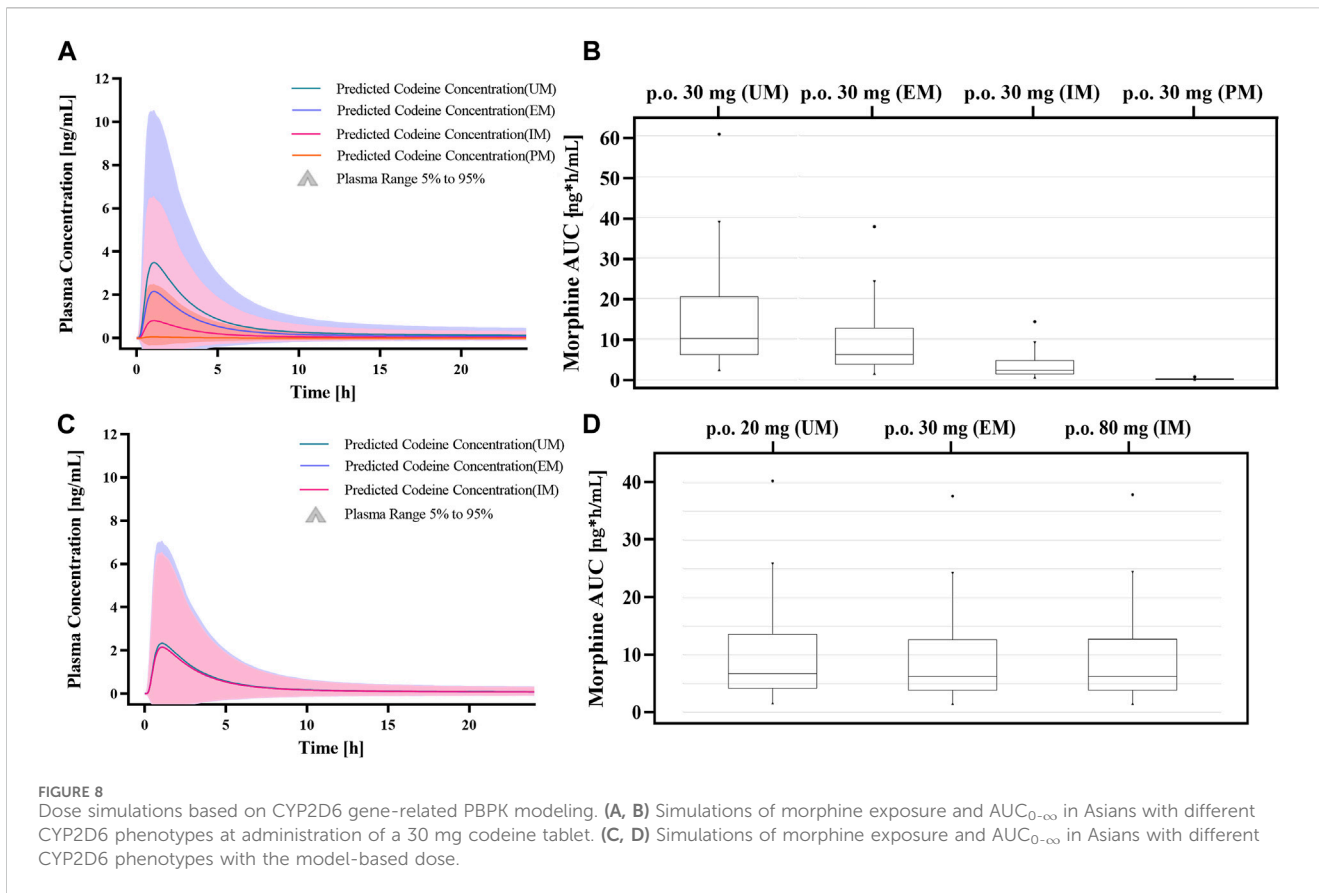 A
12
10
8
6
4
2
0
Plasma Concentration [ng/mL]
Predicted Codeine Concentration(UM)
Predicted Codeine Concentration(EM)
Predicted Codeine Concentration(IM)
Predicted Codeine Concentration(PM)
Plasma Range 5% to 95%
0 5 10 15 20
Time [h]
B
p.o. 30 mg (UM) p.o. 30 mg (EM) p.o. 30 mg (IM) p.o. 30 mg (PM)
60
50
40
30
20
10
0
Morphine AUC [ng*h/mL]
C
12
10
8
6
4
2
0
Plasma Concentration [ng/mL]
Predicted Codeine Concentration(UM)
Predicted Codeine Concentration(EM)
Predicted Codeine Concentration(IM)
Plasma Range 5% to 95%
0 5 10 15 20
Time [h]
D
p.o. 20 mg (UM) p.o. 30 mg (EM) p.o. 80 mg (IM)
40
30
20
10
0
Morphine AUC [ng*h/mL]
FIGURE 8
Dose simulations based on CYP2D6 gene-related PBPK modeling. (A, B) Simulations of morphine exposure and AUC0-∞ in Asians with different
CYP2D6 phenotypes at administration of a 30 mg codeine tablet. (C, D) Simulations of morphine exposure and AUC0-∞ in Asians with different
CYP2D6 phenotypes with the model-based dose.